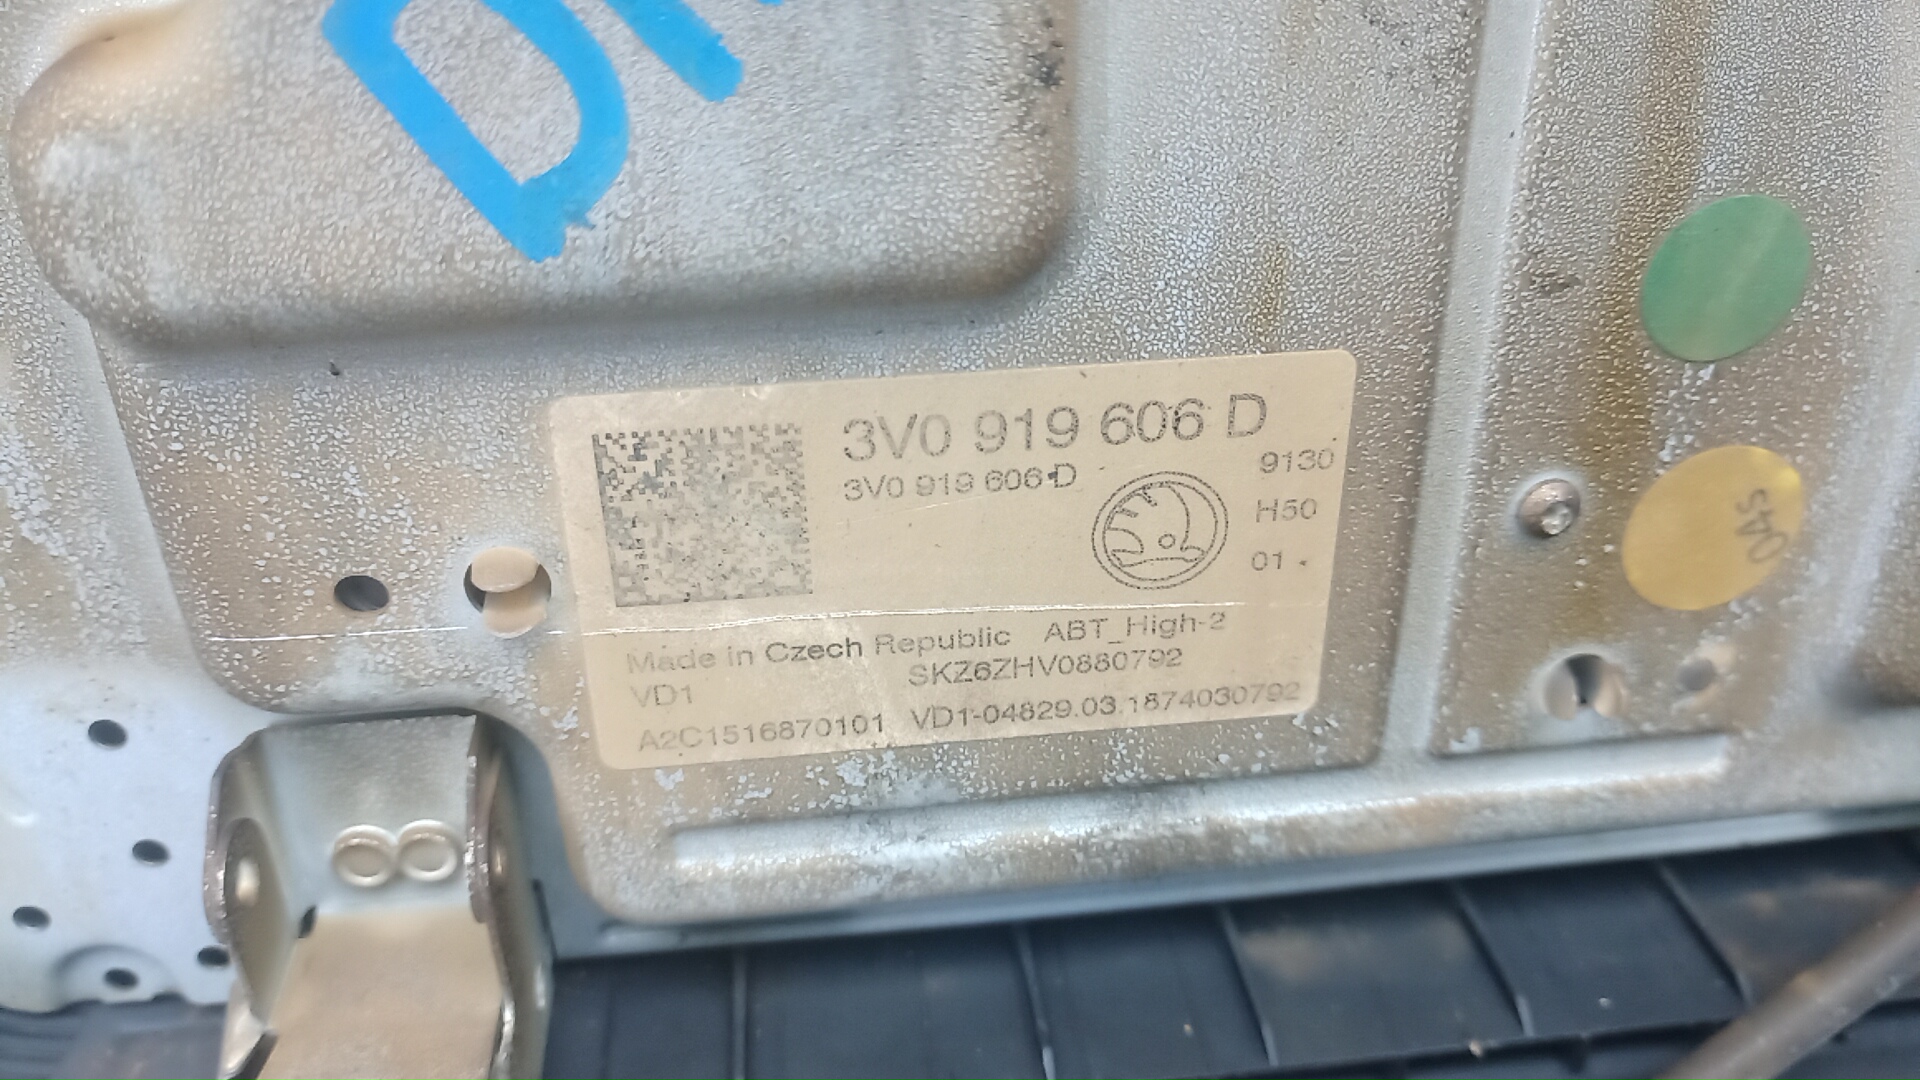 3V0 919 606 D
3V0 919 606 D
9130
H50
01
Made in Czech Republic ABT_High-2
VD1 SKZ6ZHV0880792
A2C1516870101 VD1-04829.03.1874030792
04S